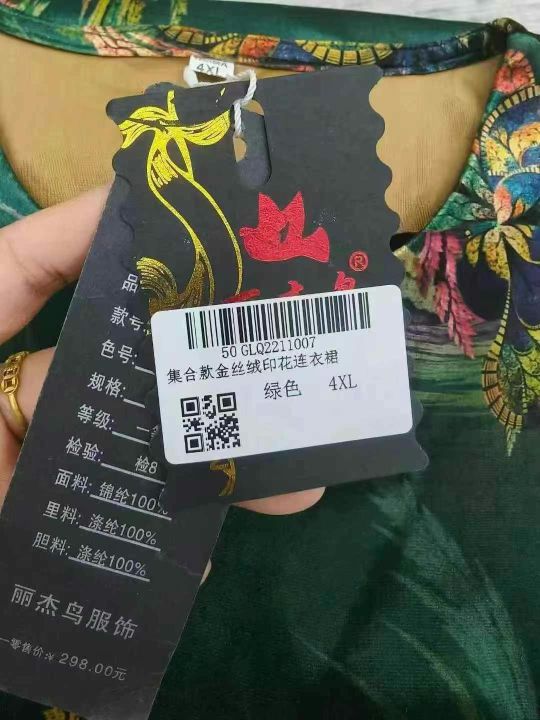 4XL
®
50 GLQ2211007
集合款金丝绒印花连衣裙
绿色 4XL
品
款号:
色号:
规格:
等级: 一
检验: 检8
面料: 锦纶100%
里料: 涤纶100%
胆料: 涤纶100%
丽杰鸟服饰
零售价:￥298.00元